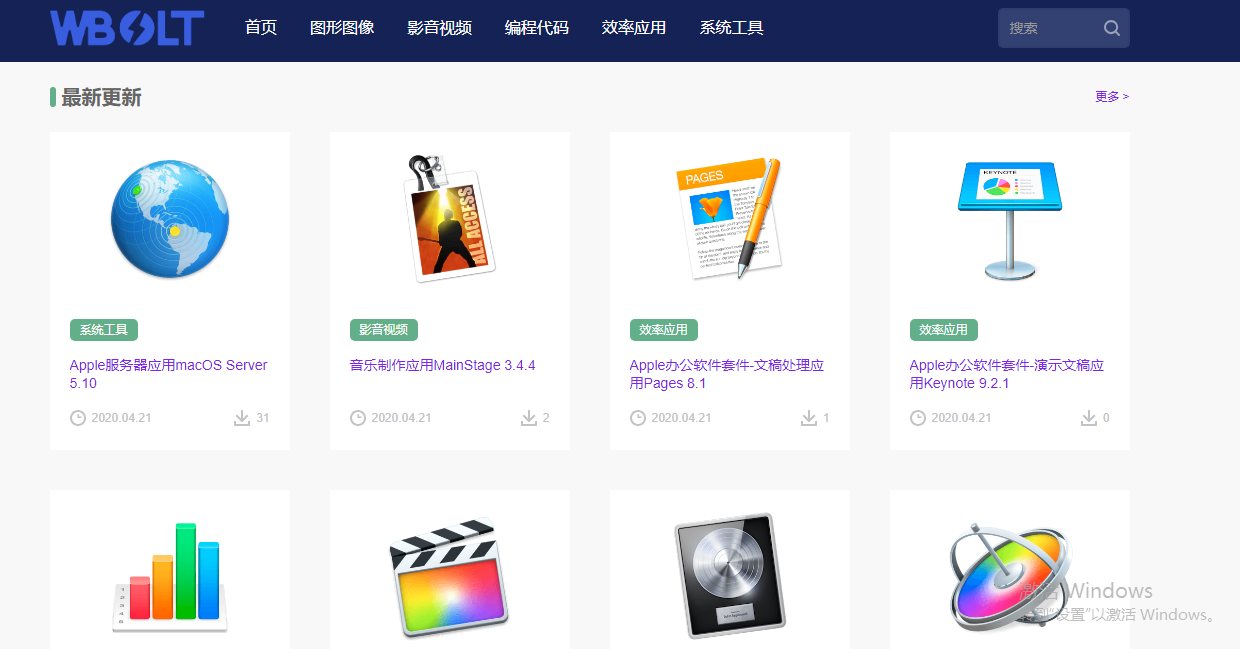 WBOLT 首页 图形图像 影音视频 编程代码 效率应用 系统工具 搜索
最新更新 更多 >
ALL ACCESS
PAGES
KEYNOTE
系统工具 影音视频 效率应用 效率应用
Apple服务器应用macOS Server
5.10
音乐制作应用MainStage 3.4.4
Apple办公软件套件-文稿处理应
用Pages 8.1
Apple办公软件套件-演示文稿应
用Keynote 9.2.1
2020.04.21 31
2020.04.21 2
2020.04.21 1
2020.04.21 0
Windows
"设置"以激活 Windows。